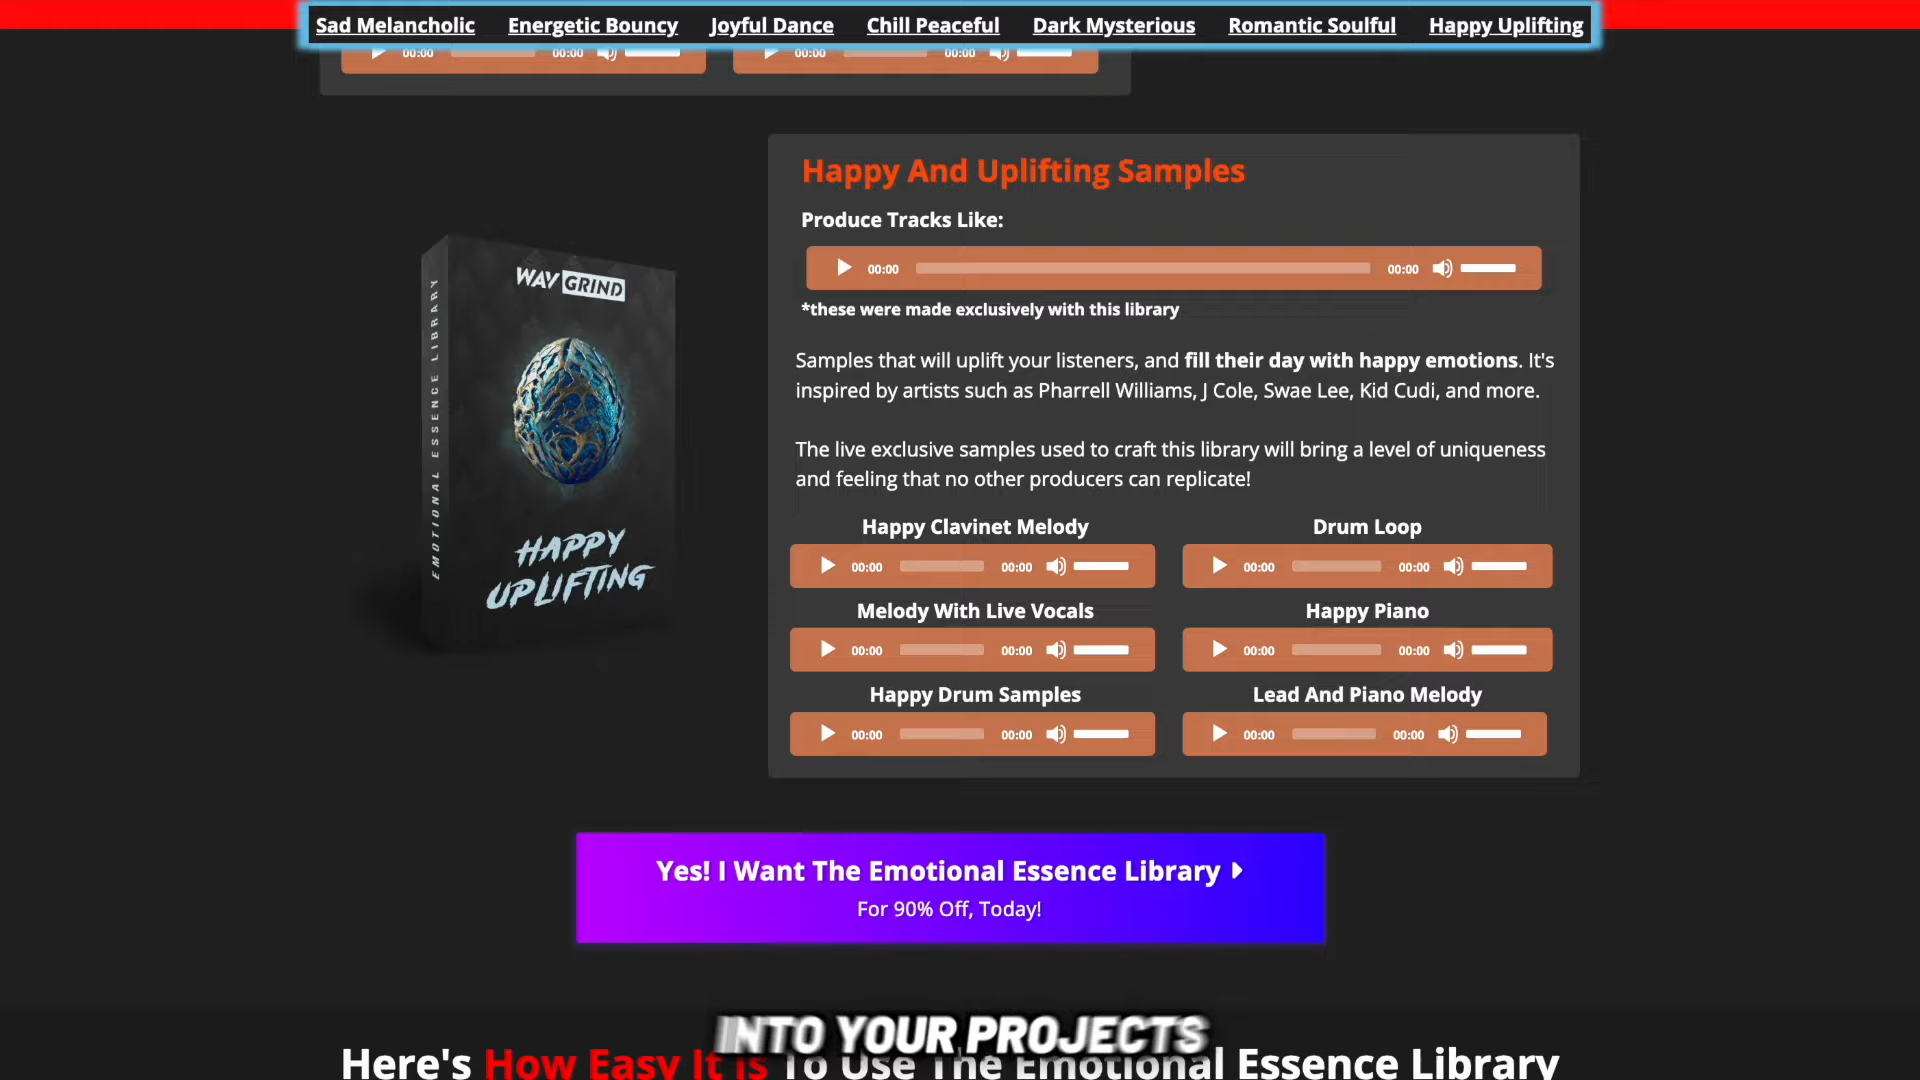 Sad Melancholic Energetic Bouncy Joyful Dance Chill Peaceful Dark Mysterious Romantic Soulful Happy Uplifting
00:00 00:00 00:00 00:00
Happy And Uplifting Samples
Produce Tracks Like:
00:00 00:00
*these were made exclusively with this library
Samples that will uplift your listeners, and fill their day with happy emotions. It's
inspired by artists such as Pharrell Williams, J Cole, Swae Lee, Kid Cudi, and more.
The live exclusive samples used to craft this library will bring a level of uniqueness
and feeling that no other producers can replicate!
Happy Clavinet Melody Drum Loop
00:00 00:00 00:00 00:00
Melody With Live Vocals Happy Piano
00:00 00:00 00:00 00:00
Happy Drum Samples Lead And Piano Melody
00:00 00:00 00:00 00:00
WAV GRIND
EMOTIONAL ESSENCE LIBRARY
HAPPY
UPLIFTING
Yes! I Want The Emotional Essence Library
For 90% Off, Today!
INTO YOUR PROJECTS
Here's How Easy It Is To Use The Emotional Essence Library